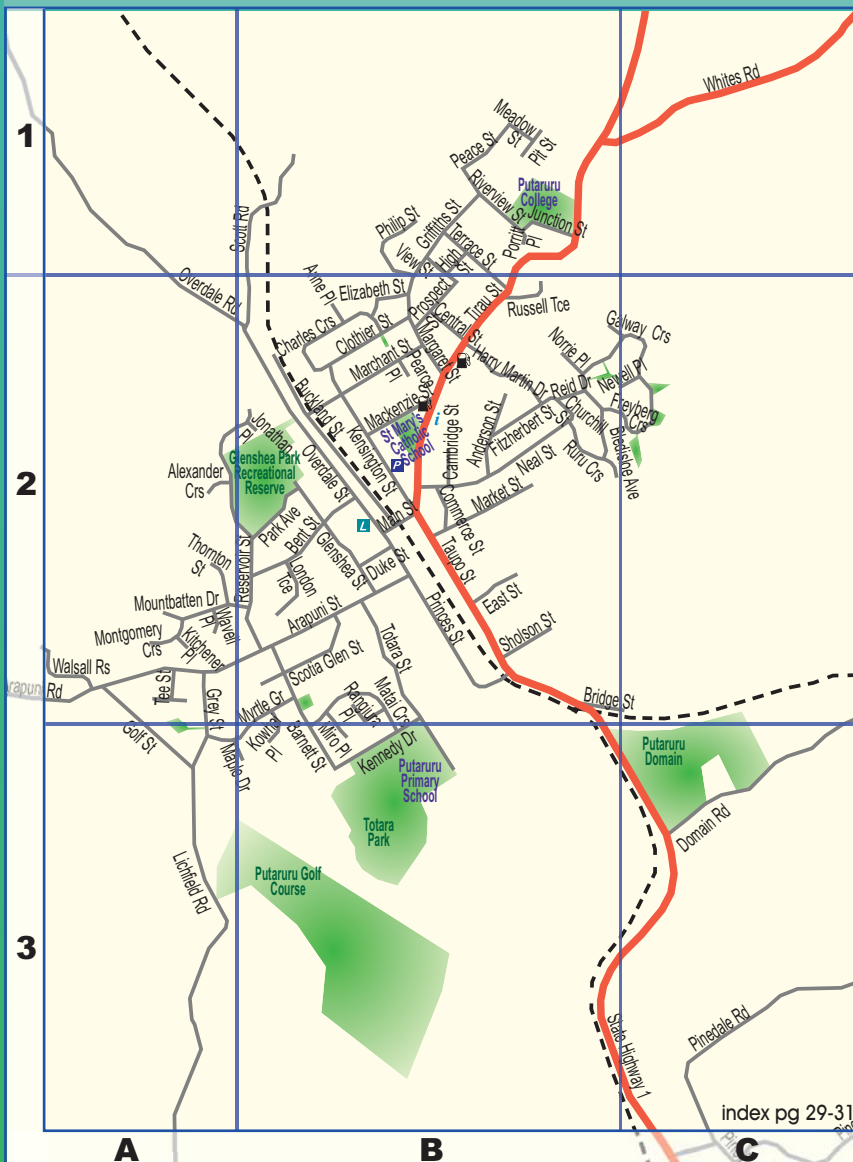 1
2
3
A
B
C
Whites Rd
Meadow
St
Pit St
Peace St
Putaruru
College
Riverview St
Junction St
Porritt
Pl
Philip St
Griffiths St
View St
High St
Terrace St
Scott Rd
Overdale Rd
Anne Pl
Elizabeth St
Prospect
Tirau St
Russell Tce
Charles Crs
Clothier St
Central St
Margaret St
Galway Crs
Norrie Pl
Marchant St
Pearce St
Pl
Harry Martin Dr
Reid Dr
Newell Pl
Freyberg
Crs
Buckland St
Mackenzie St
i
St Mary's
Catholic
School
P
Cambridge St
Anderson St
Fitzherbert St
Churchill
St
Bledisloe Ave
Jonathan
Pl
Glenshea Park
Recreational
Reserve
Alexander
Crs
Overdale St
Kensington St
Neal St
Ruru Crs
Market St
Commerce St
L
Main St
Park Ave
Bent St
Glenshea St
Duke St
Taupo St
Thornton
St
Reservoir St
London
Tce
East St
Mountbatten Dr
Wavell
Pl
Arapuni St
Princes St
Sholson St
Montgomery
Crs
Kitchener
Pl
Totara St
Walsall Rs
Arapuni Rd
Tee St
Scotia Glen St
Grey St
Myrtle Gr
Rangiura
Pl
Matai Crs
Bridge St
Golf St
Kowhai
Pl
Barnett St
Miro Pl
Mayle Dr
Kennedy Dr
Putaruru
Primary
School
Putaruru
Domain
Totara
Park
Domain Rd
Putaruru Golf
Course
Lichfield Rd
State Highway 1
Pinedale Rd
index pg 29-31